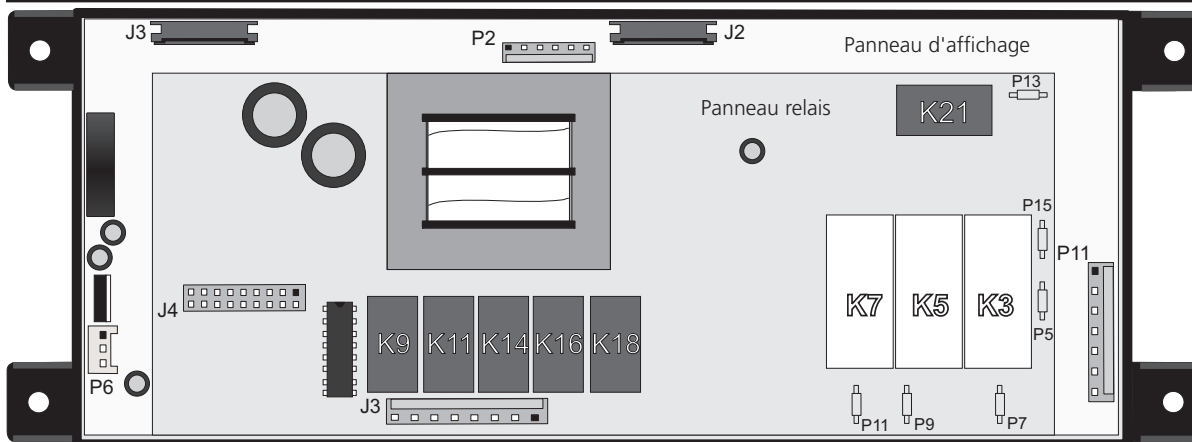 J3
P2
J2
Panneau d'affichage
P13
Panneau relais
K21
P15
P11
J4
K7
K5
K3
P5
K9
K11
K14
K16
K18
P6
J3
P11
P9
P7